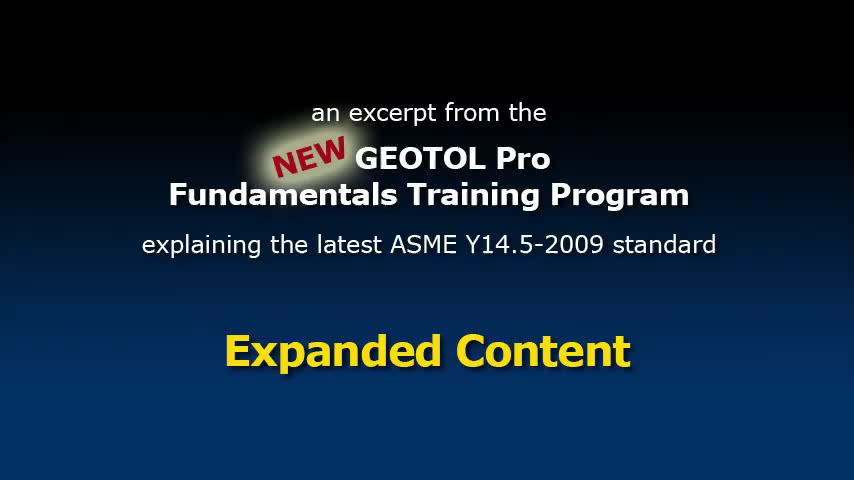 an excerpt from the
NEW GEOTOL Pro
Fundamentals Training Program
explaining the latest ASME Y14.5-2009 standard
Expanded Content